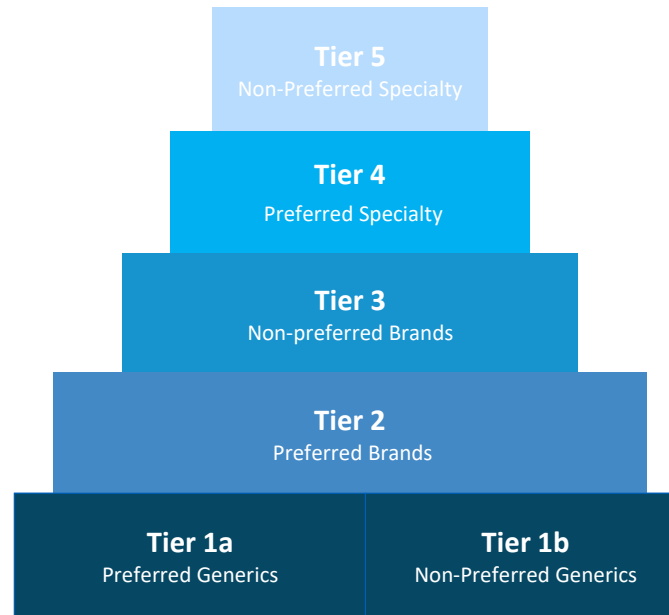 Tier 5
Non-Preferred Specialty
Tier 4
Preferred Specialty
Tier 3
Non-preferred Brands
Tier 2
Preferred Brands
Tier 1a
Preferred Generics
Tier 1b
Non-Preferred Generics